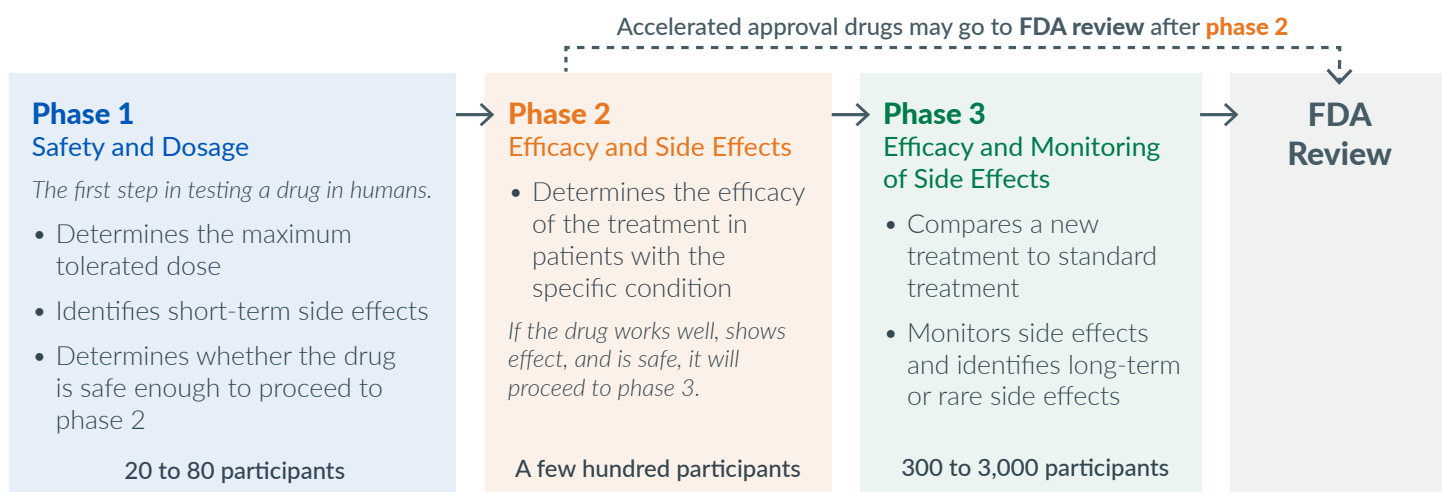 Accelerated approval drugs may go to FDA review after phase 2
Phase 1
Safety and Dosage
The first step in testing a drug in humans.
• Determines the maximum
tolerated dose
• Identifies short-term side effects
• Determines whether the drug
is safe enough to proceed to
phase 2
20 to 80 participants
Phase 2
Efficacy and Side Effects
• Determines the efficacy
of the treatment in
patients with the
specific condition
If the drug works well, shows
effect, and is safe, it will
proceed to phase 3.
A few hundred participants
Phase 3
Efficacy and Monitoring
of Side Effects
• Compares a new
treatment to standard
treatment
• Monitors side effects
and identifies long-term
or rare side effects
300 to 3,000 participants
FDA
Review